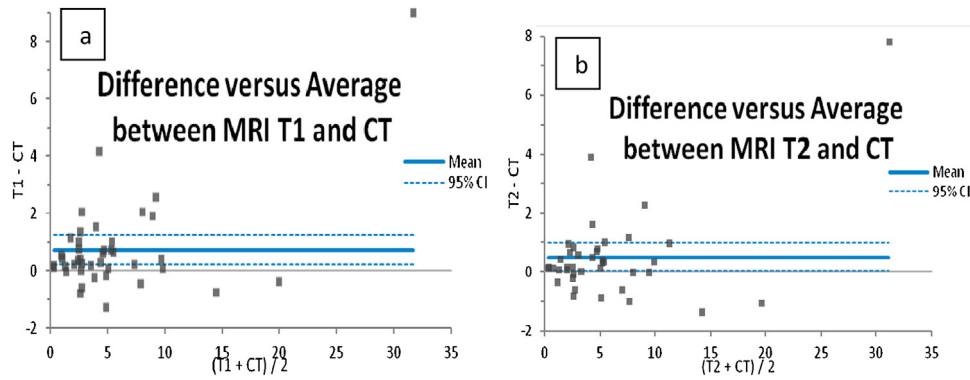 a
Difference versus Average
between MRI T1 and CT
Mean
95% CI
T1 - CT
8
6
4
2
0
-2
0 5 10 15 20 25 30 35
(T1 + CT) / 2
b
Difference versus Average
between MRI T2 and CT
Mean
95% CI
T2 - CT
8
6
4
2
0
-2
0 5 10 15 20 25 30 35
(T2 + CT) / 2